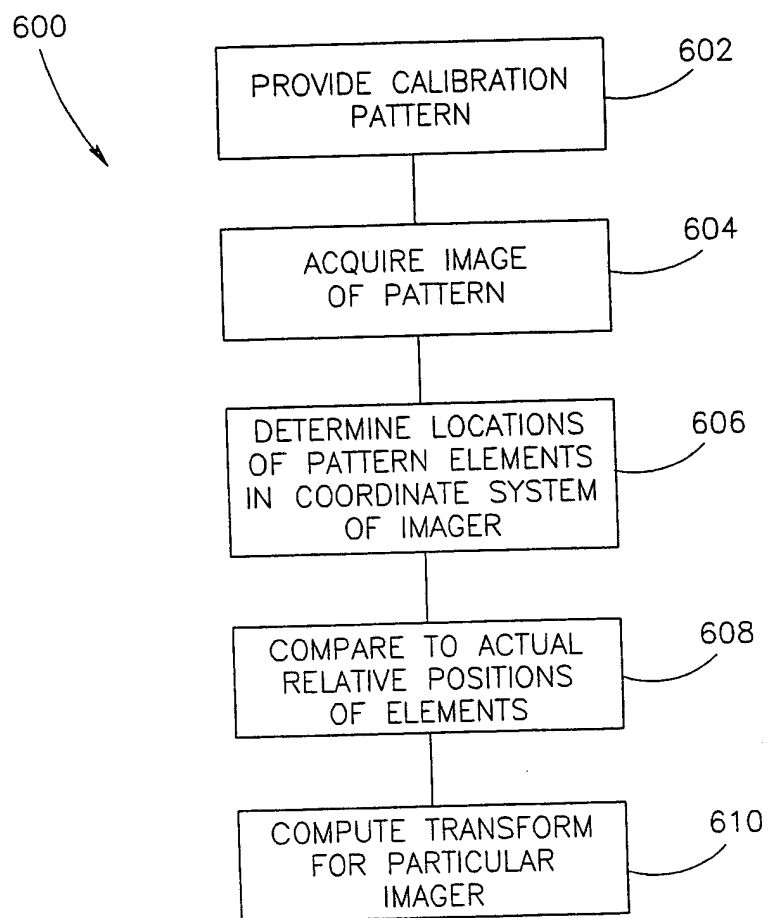 600
602
PROVIDE CALIBRATION
PATTERN
604
ACQUIRE IMAGE
OF PATTERN
606
DETERMINE LOCATIONS
OF PATTERN ELEMENTS
IN COORDINATE SYSTEM
OF IMAGER
608
COMPARE TO ACTUAL
RELATIVE POSITIONS
OF ELEMENTS
610
COMPUTE TRANSFORM
FOR PARTICULAR
IMAGER